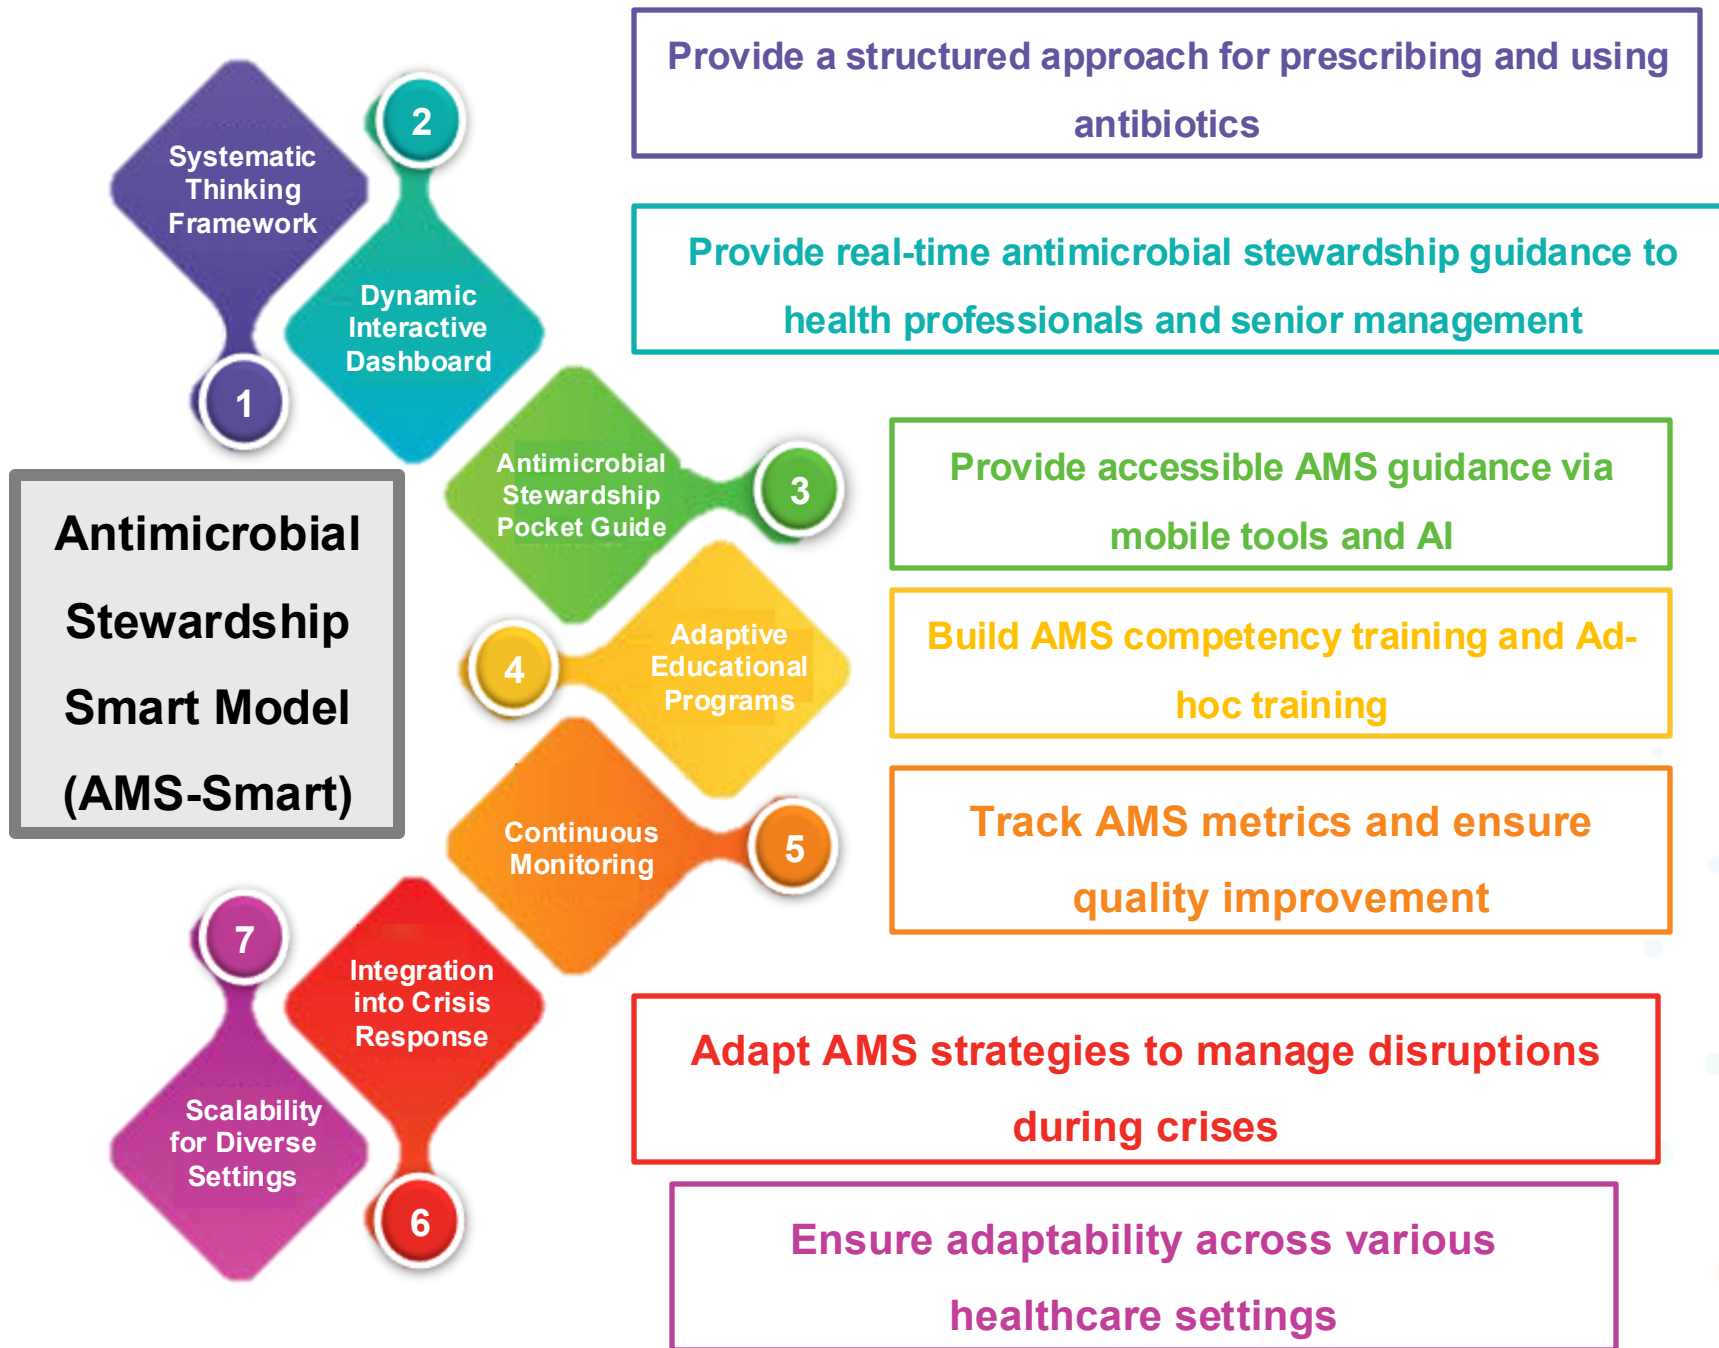 Systematic
Thinking
Framework
1
Provide a structured approach for prescribing and using
antibiotics
2
Dynamic
Interactive
Dashboard
Provide real-time antimicrobial stewardship guidance to
health professionals and senior management
Antimicrobial
Stewardship
Pocket Guide
3
Provide accessible AMS guidance via
mobile tools and AI
Antimicrobial
Stewardship
Smart Model
(AMS-Smart)
4
Adaptive
Educational
Programs
Build AMS competency training and Ad-
hoc training
Continuous
Monitoring
5
Track AMS metrics and ensure
quality improvement
Integration
into Crisis
Response
6
Adapt AMS strategies to manage disruptions
during crises
7
Scalability
for Diverse
Settings
Ensure adaptability across various
healthcare settings